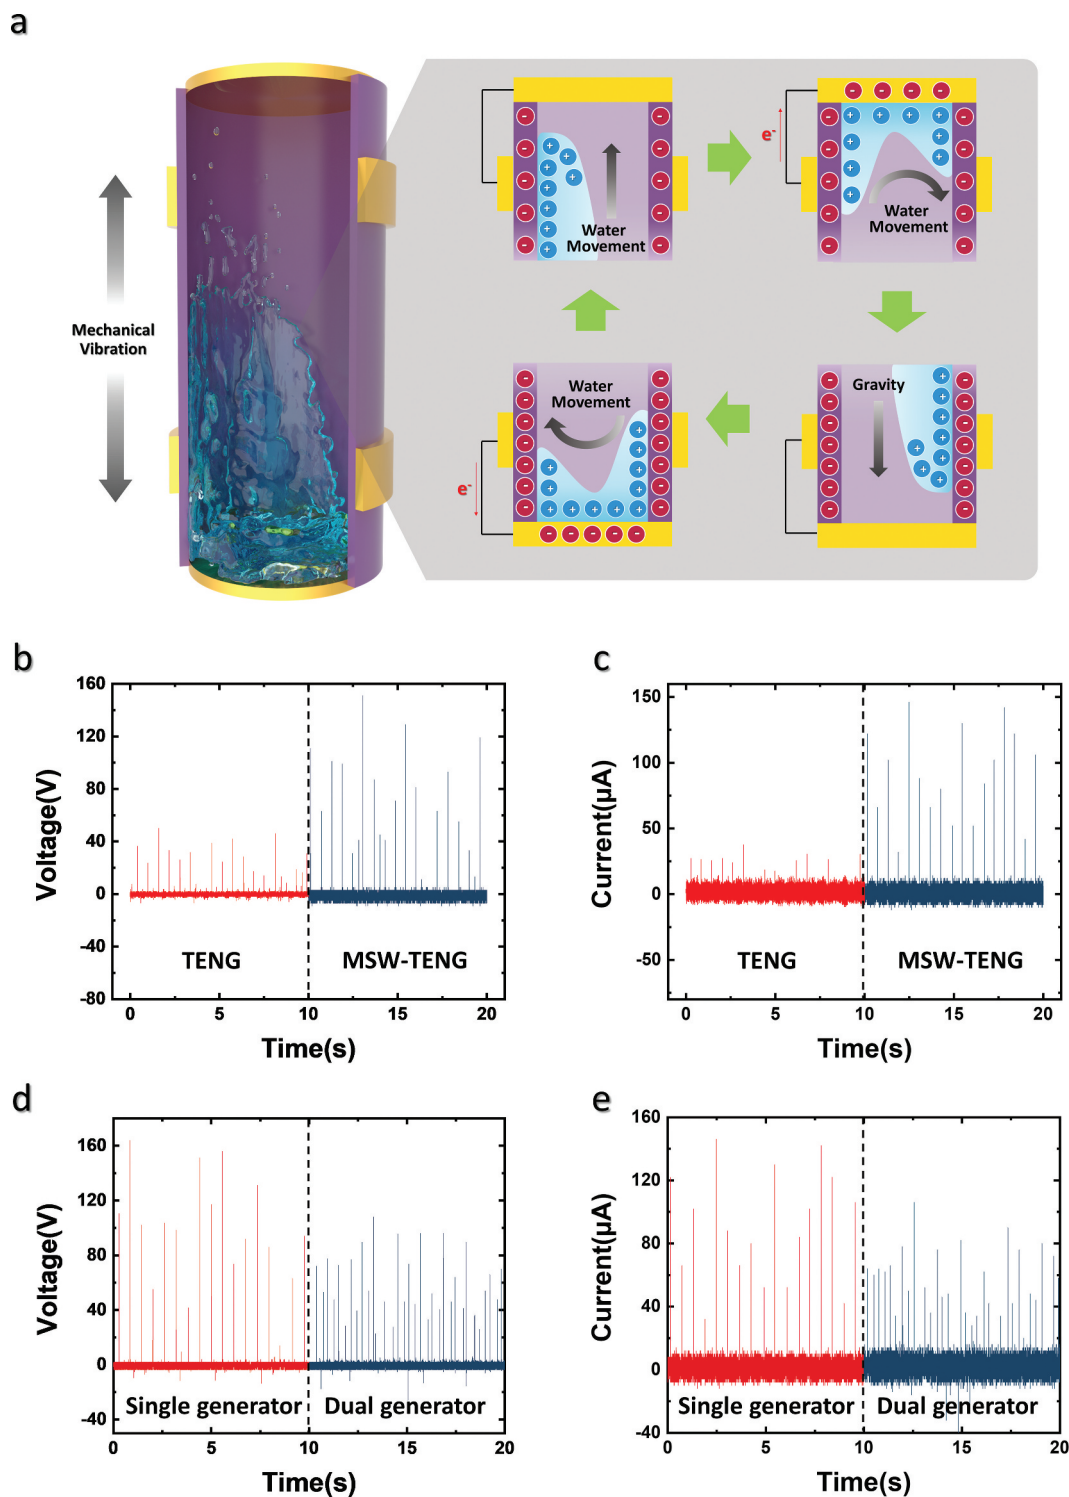 a
Mechanical
Vibration
Water
Movement
e-
Water
Movement
Water
Movement
e-
Gravity
b
Voltage(V)
160
120
80
40
0
-40
-80
TENG
MSW-TENG
0
5
10
15
20
Time(s)
c
Current(µA)
150
100
50
0
-50
TENG
MSW-TENG
0
5
10
15
20
Time(s)
d
Voltage(V)
160
120
80
40
0
-40
Single generator
Dual generator
0
5
10
15
20
Time(s)
e
Current(µA)
160
120
80
40
0
-40
Single generator
Dual generator
0
5
10
15
20
Time(s)